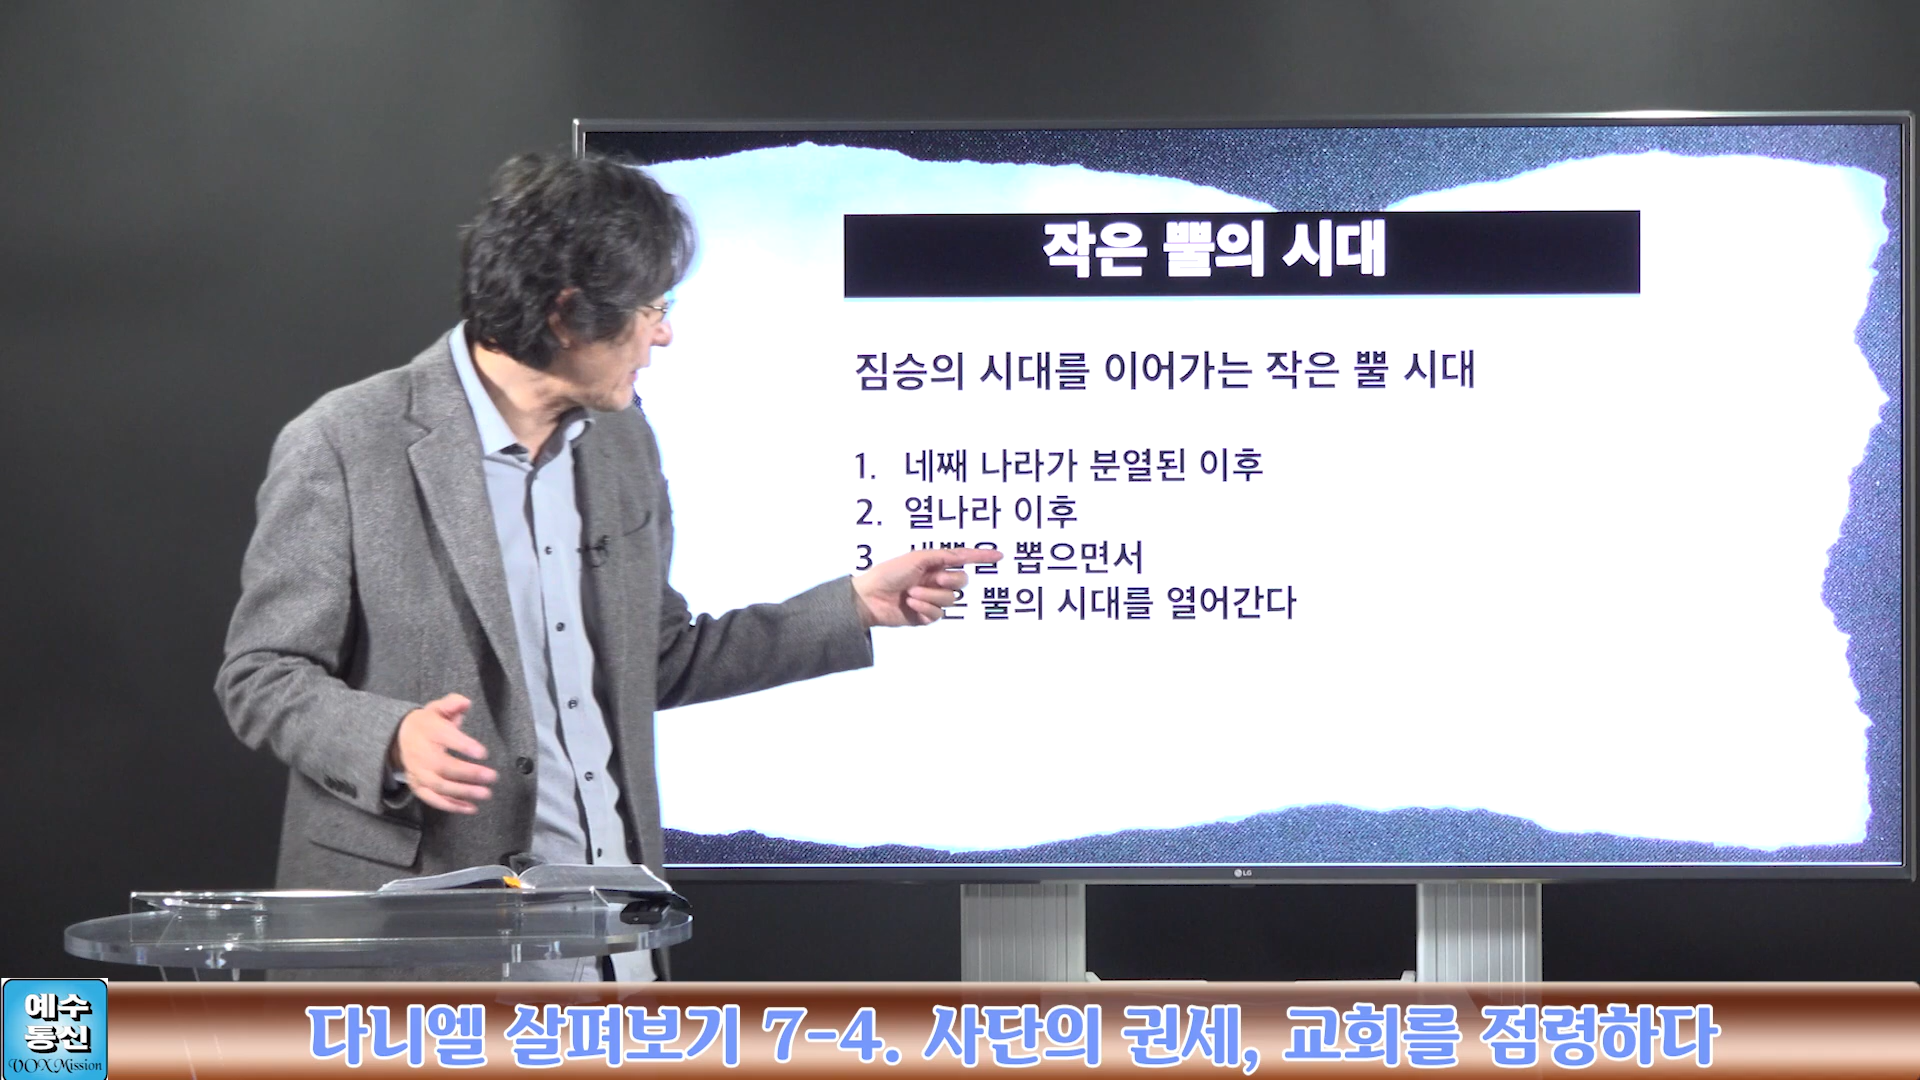 작은 뿔의 시대
짐승의 시대를 이어가는 작은 뿔 시대
1. 네째 나라가 분열된 이후
2. 열나라 이후
3 뽑으면서
뿔의 시대를 열어간다
LG
예수
통신
VOX Mission
다니엘 살펴보기 7-4. 사단의 권세, 교회를 점령하다